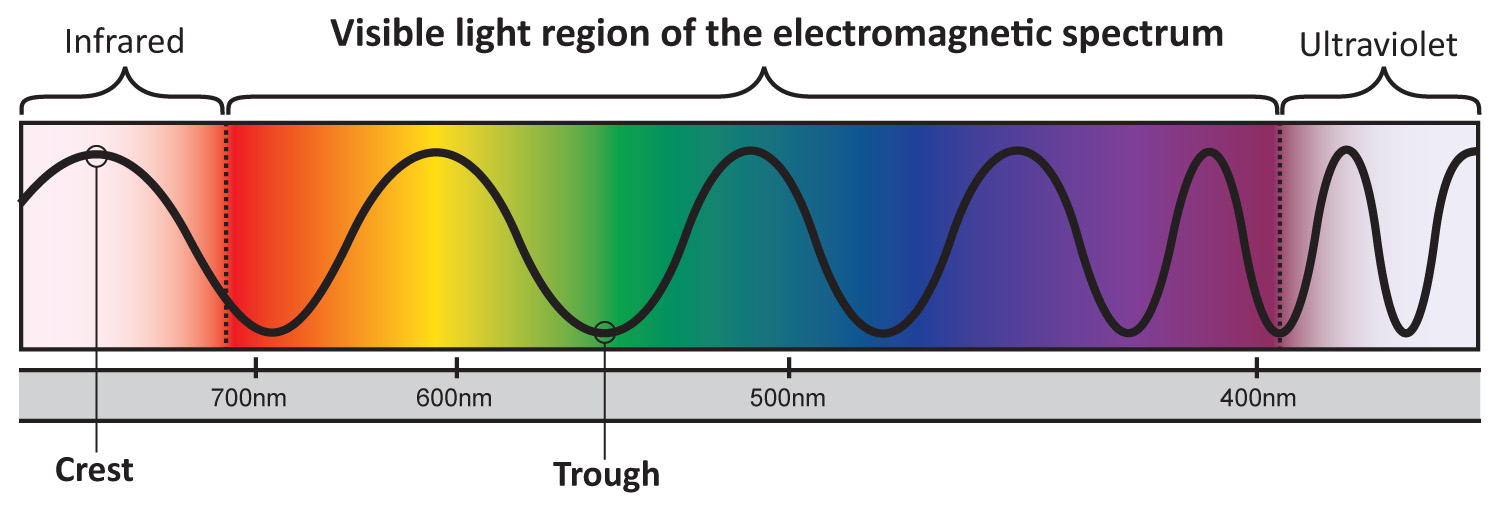 Infrared
Visible light region of the electromagnetic spectrum
Ultraviolet
700nm
600nm
500nm
400nm
Crest
Trough